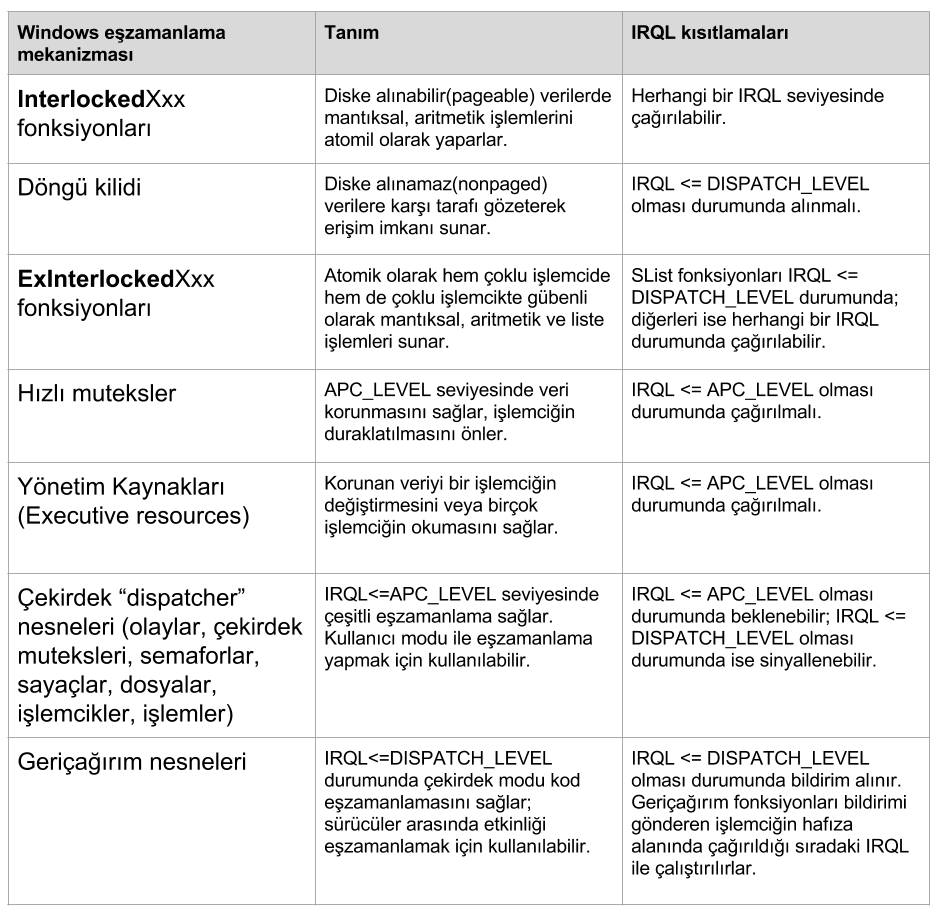 Windows eşzamanlama
mekanizması
Tanım
IRQL kısıtlamaları
InterlockedXxx
fonksiyonları
Diske alınabilir(pageable) verilerde
mantıksal, aritmetik işlemlerini
atomil olarak yaparlar.
Herhangi bir IRQL seviyesinde
çağırılabilir.
Döngü kilidi
Diske alınamaz(nonpaged)
verilere karşı tarafı gözeterek
erişim imkanı sunar.
IRQL <= DISPATCH_LEVEL
olması durumunda alınmalı.
ExInterlockedXxx
fonksiyonları
Atomik olarak hem çoklu işlemcide
hem de çoklu işlemcikte gübenli
olarak mantıksal, aritmetik ve liste
işlemleri sunar.
SList fonksiyonları IRQL <=
DISPATCH_LEVEL durumunda;
diğerleri ise herhangi bir IRQL
durumunda çağırılabilir.
Hızlı muteksler
APC_LEVEL seviyesinde veri
korunmasını sağlar, işlemciğin
duraklatılmasını önler.
IRQL <= APC_LEVEL olması
durumunda çağırılmalı.
Yönetim Kaynakları
(Executive resources)
Korunan veriyi bir işlemciğin
değiştirmesini veya birçok
işlemciğin okumasını sağlar.
IRQL <= APC_LEVEL olması
durumunda çağırılmalı.
Çekirdek “dispatcher”
nesneleri (olaylar, çekirdek
muteksleri, semaforlar,
sayaçlar, dosyalar,
işlemcikler, işlemler)
IRQL<=APC_LEVEL seviyesinde
çeşitli eşzamanlama sağlar.
Kullanıcı modu ile eşzamanlama
yapmak için kullanılabilir.
IRQL <= APC_LEVEL olması
durumunda beklenebilir; IRQL <=
DISPATCH_LEVEL olması
durumunda ise sinyallenebilir.
Geriçağırım nesneleri
IRQL<=DISPATCH_LEVEL
durumunda çekirdek modu kod
eşzamanlamasını sağlar;
sürücüler arasında etkinliği
eşzamanlamak için kullanılabilir.
IRQL <= DISPATCH_LEVEL
olması durumunda bildirim alınır.
Geriçağırım fonksiyonları bildirimi
gönderen işlemciğin hafıza
alanında çağırıldığı sıradaki IRQL
ile çalıştırılırlar.